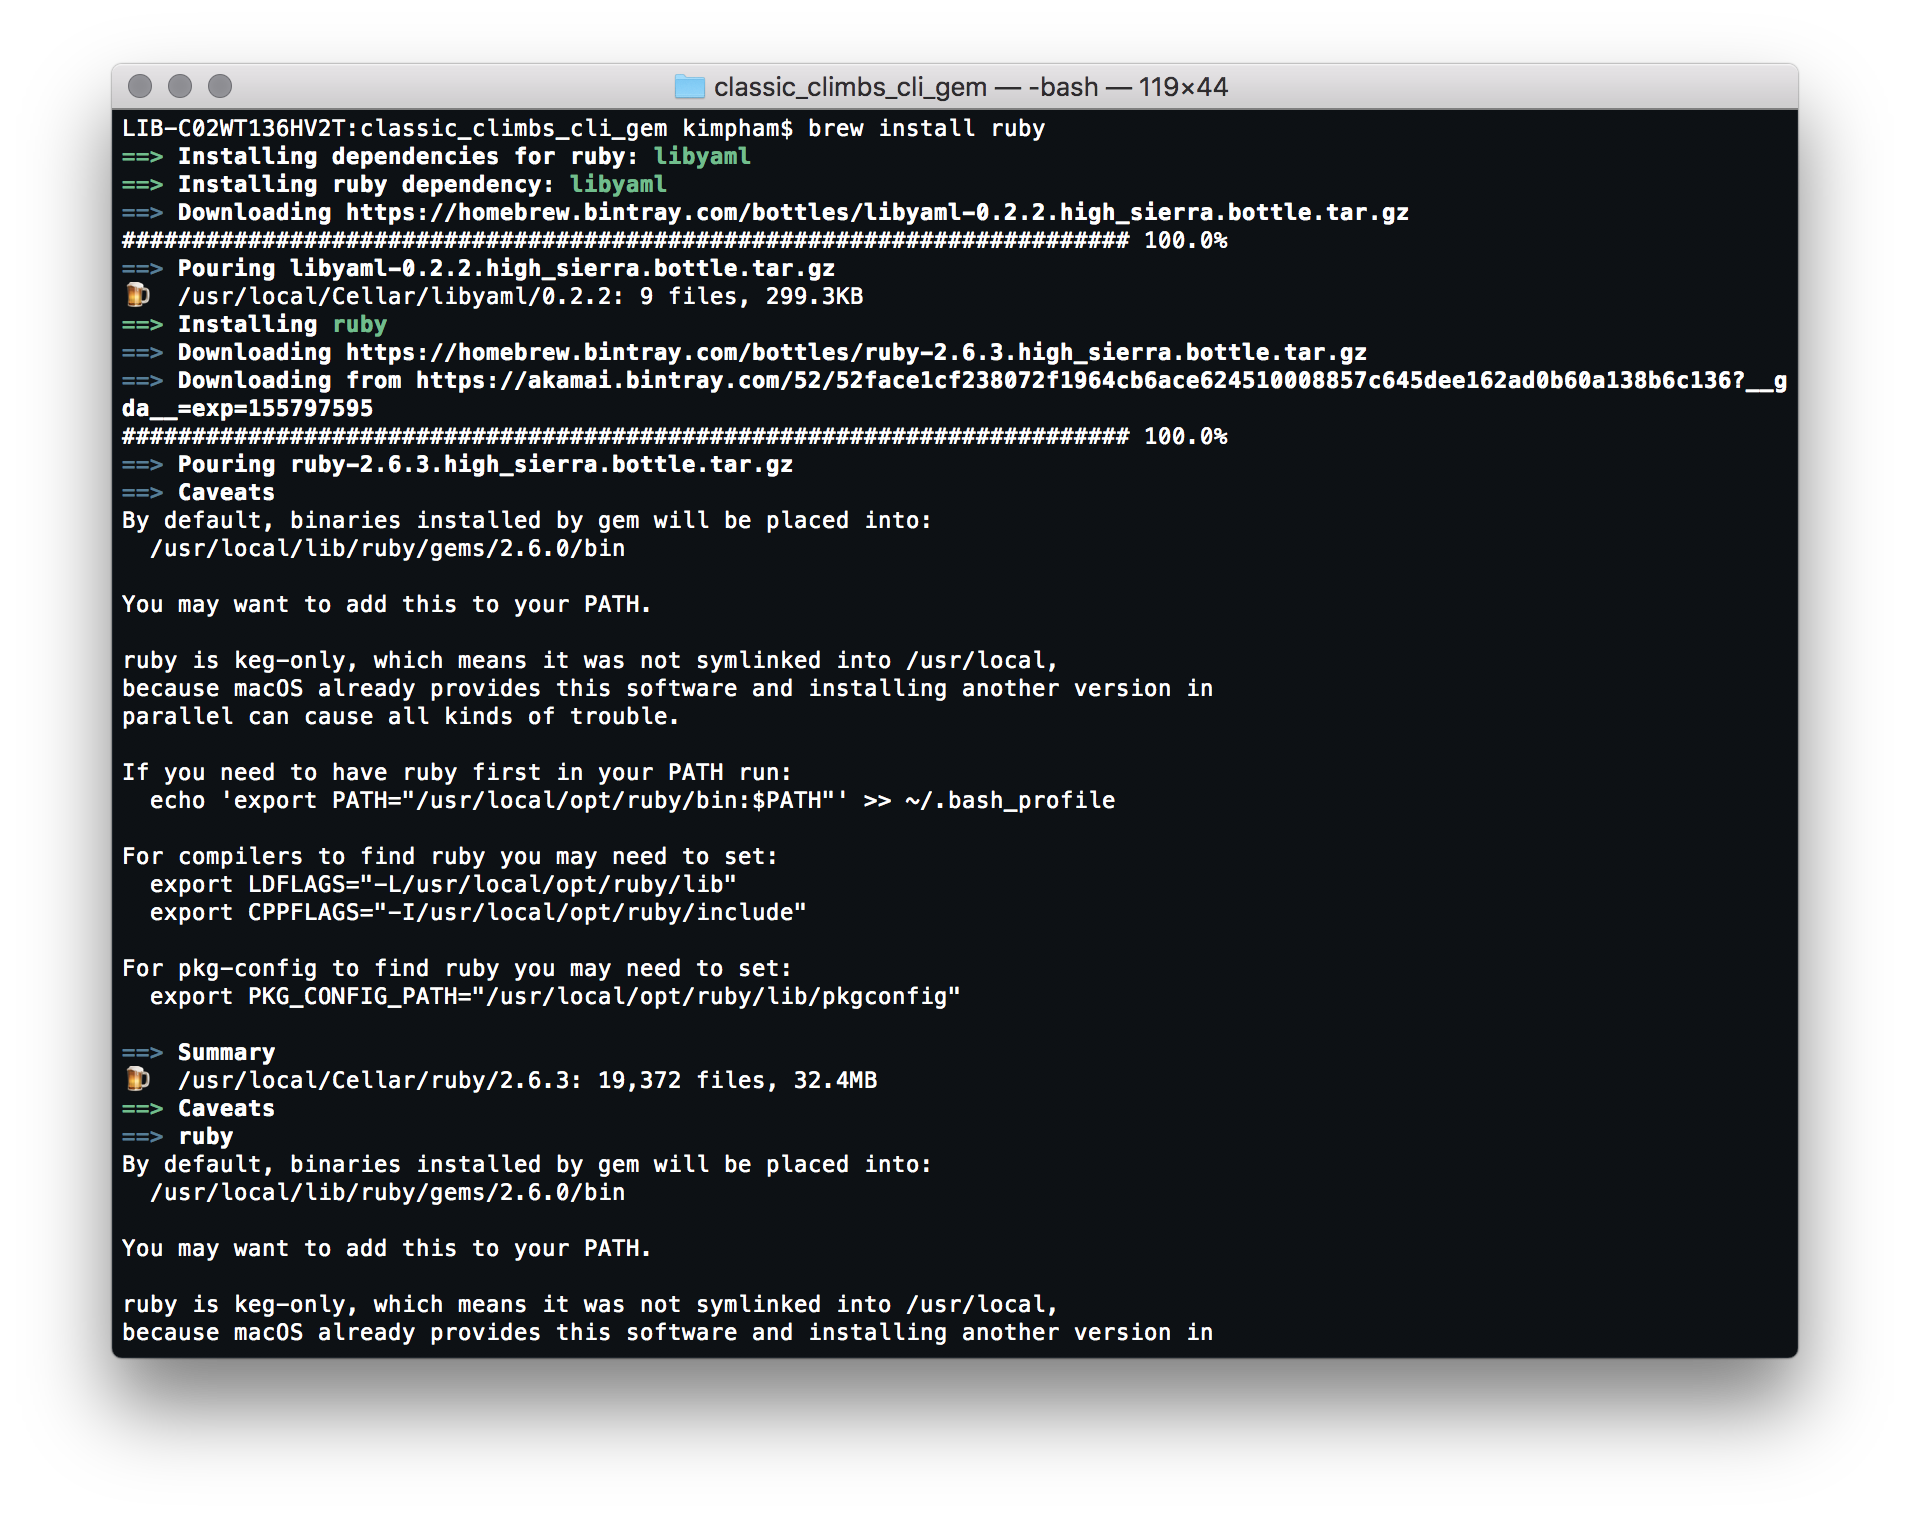 classic_climbs_cli_gem — -bash — 119×44
LIB-C02WT136HV2T:classic_climbs_cli_gem kimpham$ brew install ruby
==> Installing dependencies for ruby: libyaml
==> Installing ruby dependency: libyaml
==> Downloading https://homebrew.bintray.com/bottles/libyaml-0.2.2.high_sierra.bottle.tar.gz
######################################################################## 100.0%
==> Pouring libyaml-0.2.2.high_sierra.bottle.tar.gz
🍺  /usr/local/Cellar/libyaml/0.2.2: 9 files, 299.3KB
==> Installing ruby
==> Downloading https://homebrew.bintray.com/bottles/ruby-2.6.3.high_sierra.bottle.tar.gz
==> Downloading from https://akamai.bintray.com/52/52face1cf238072f1964cb6ace624510008857c645dee162ad0b60a138b6c136?__g
da__=exp=155797595
######################################################################## 100.0%
==> Pouring ruby-2.6.3.high_sierra.bottle.tar.gz
==> Caveats
By default, binaries installed by gem will be placed into:
  /usr/local/lib/ruby/gems/2.6.0/bin

You may want to add this to your PATH.

ruby is keg-only, which means it was not symlinked into /usr/local,
because macOS already provides this software and installing another version in
parallel can cause all kinds of trouble.

If you need to have ruby first in your PATH run:
  echo 'export PATH="/usr/local/opt/ruby/bin:$PATH"' >> ~/.bash_profile

For compilers to find ruby you may need to set:
  export LDFLAGS="-L/usr/local/opt/ruby/lib"
  export CPPFLAGS="-I/usr/local/opt/ruby/include"

For pkg-config to find ruby you may need to set:
  export PKG_CONFIG_PATH="/usr/local/opt/ruby/lib/pkgconfig"

==> Summary
🍺  /usr/local/Cellar/ruby/2.6.3: 19,372 files, 32.4MB
==> Caveats
==> ruby
By default, binaries installed by gem will be placed into:
  /usr/local/lib/ruby/gems/2.6.0/bin

You may want to add this to your PATH.

ruby is keg-only, which means it was not symlinked into /usr/local,
because macOS already provides this software and installing another version in